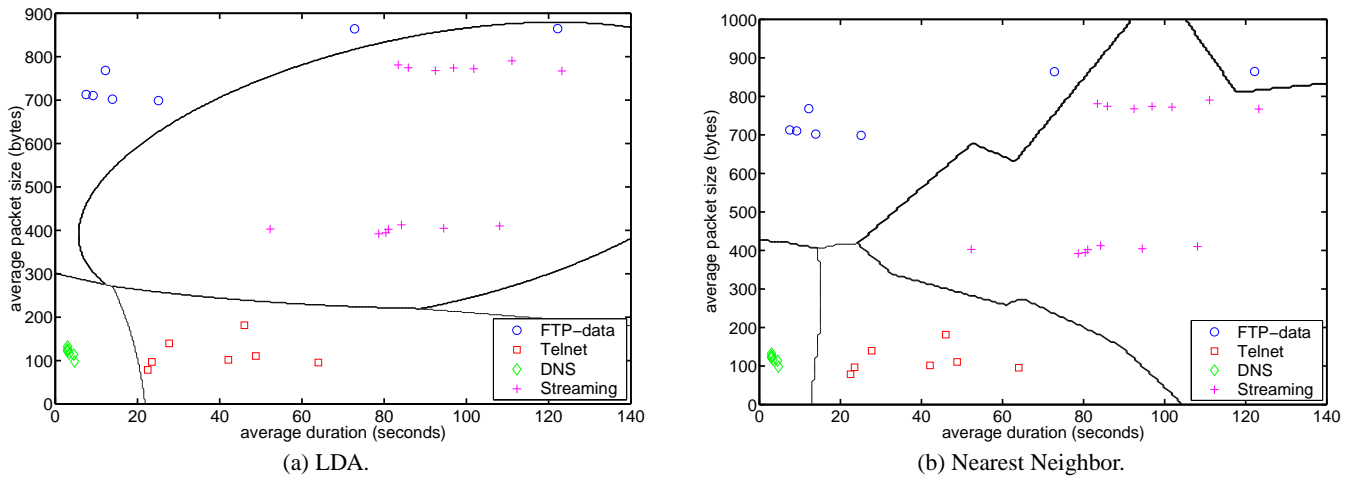 900
800
700
600
500
400
300
200
100
0
average packet size (bytes)
0 20 40 60 80 100 120 140
average duration (seconds)
FTP−data
Telnet
DNS
Streaming
(a) LDA.
1000
900
800
700
600
500
400
300
200
100
0
average packet size (bytes)
0 20 40 60 80 100 120 140
average duration (seconds)
FTP−data
Telnet
DNS
Streaming
(b) Nearest Neighbor.